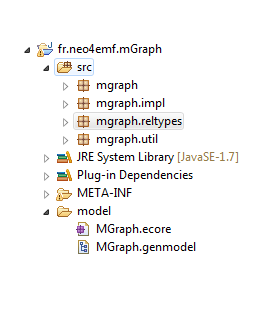 fr.neo4emf.mGraph
src
mgraph
mgraph.impl
mgraph.reltypes
mgraph.util
JRE System Library [JavaSE-1.7]
Plug-in Dependencies
META-INF
model
MGraph.ecore
MGraph.genmodel